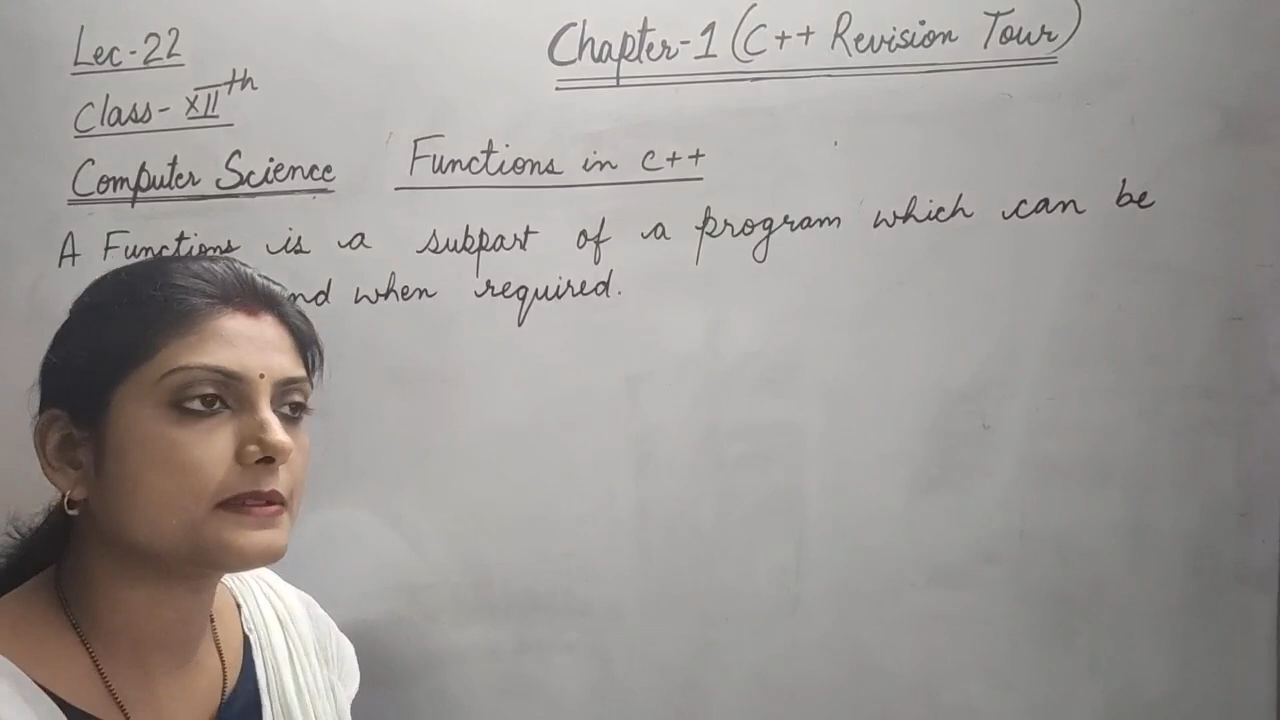 Lec-22
Chapter-1 (C++ Revision Tour)
Class- XIIth
Computer Science
Functions in C++
A Functions is a subpart of a program which can be
when required.